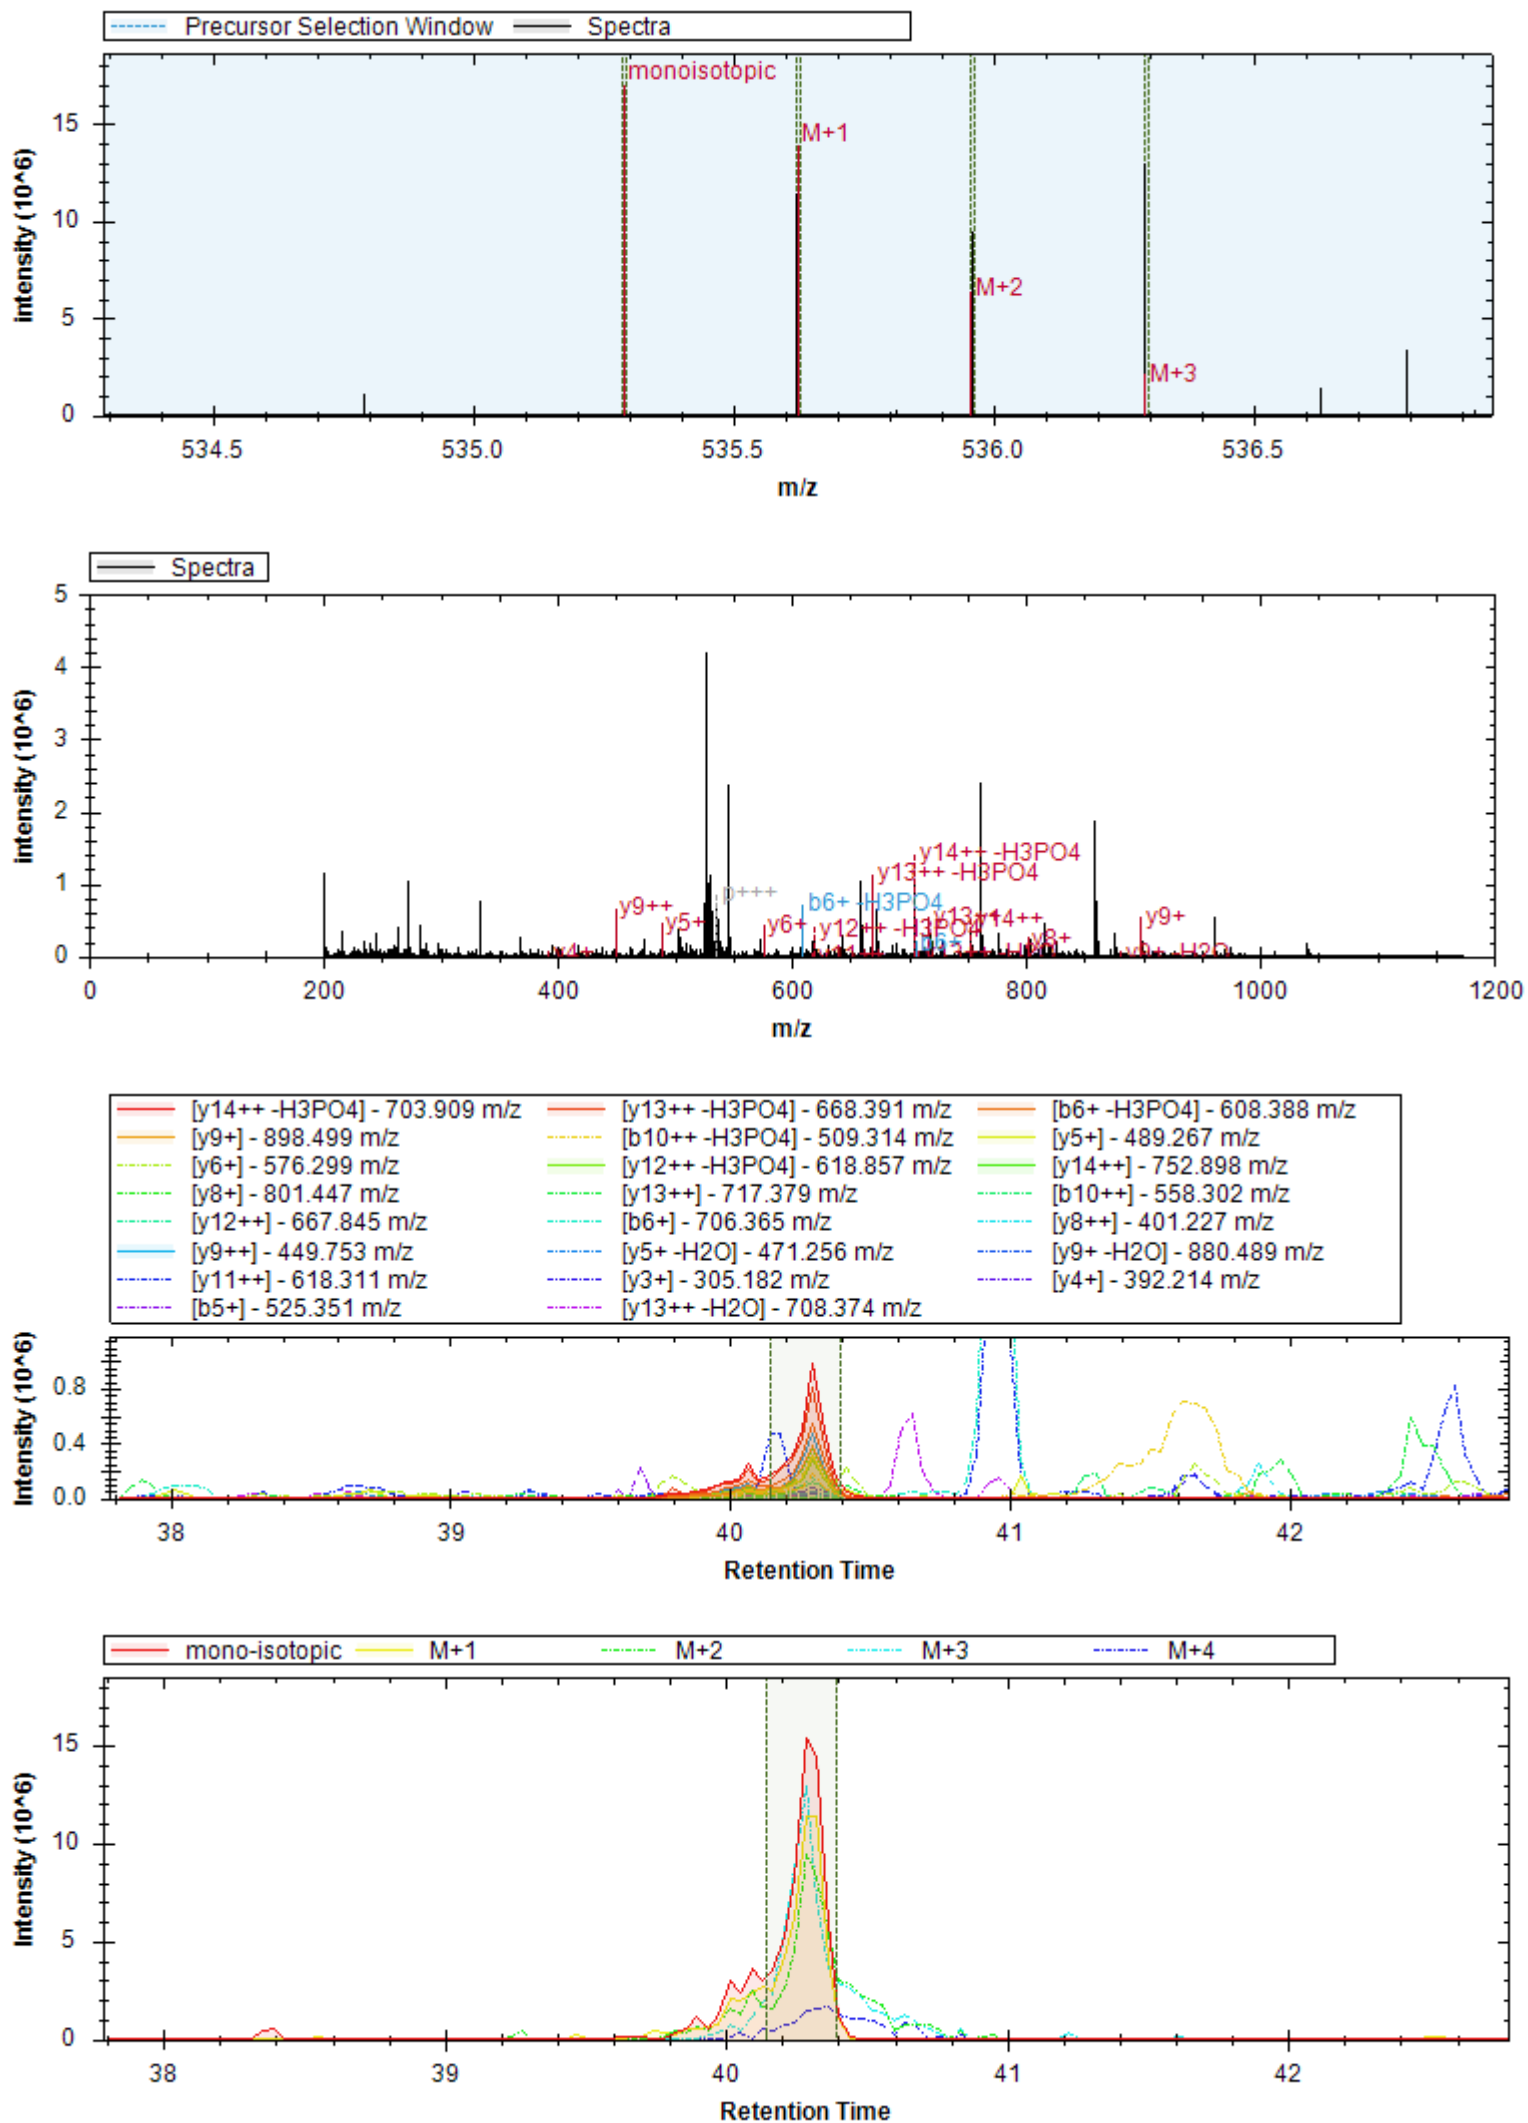 Precursor Selection Window Spectra
monoisotopic
M+1
M+2
M+3
intensity (10^6)
15
10
5
0
534.5 535.0 535.5 536.0 536.5
m/z
Spectra
intensity (10^6)
5
4
3
2
1
0
y14++ -H3PO4
y13++ -H3PO4
p+++
b6+ -H3PO4
y9++
y5+
y6+
y12++ -H3PO4
y14++
y8+
y9+
y4+
b6+
y9+ -H2O
0 200 400 600 800 1000 1200
m/z
[y14++ -H3PO4] - 703.909 m/z [y13++ -H3PO4] - 668.391 m/z [b6+ -H3PO4] - 608.388 m/z
[y9+] - 898.499 m/z [b10++ -H3PO4] - 509.314 m/z [y5+] - 489.267 m/z
[y6+] - 576.299 m/z [y12++ -H3PO4] - 618.857 m/z [y14++] - 752.898 m/z
[y8+] - 801.447 m/z [y13++] - 717.379 m/z [b10++] - 558.302 m/z
[y12++] - 667.845 m/z [b6+] - 706.365 m/z [y8++] - 401.227 m/z
[y9++] - 449.753 m/z [y5+ -H2O] - 471.256 m/z [y9+ -H2O] - 880.489 m/z
[y11++] - 618.311 m/z [y3+] - 305.182 m/z [y4+] - 392.214 m/z
[b5+] - 525.351 m/z [y13++ -H2O] - 708.374 m/z
Intensity (10^6)
0.8
0.4
0.0
38 39 40 41 42
Retention Time
mono-isotopic M+1 M+2 M+3 M+4
Intensity (10^6)
15
10
5
0
38 39 40 41 42
Retention Time